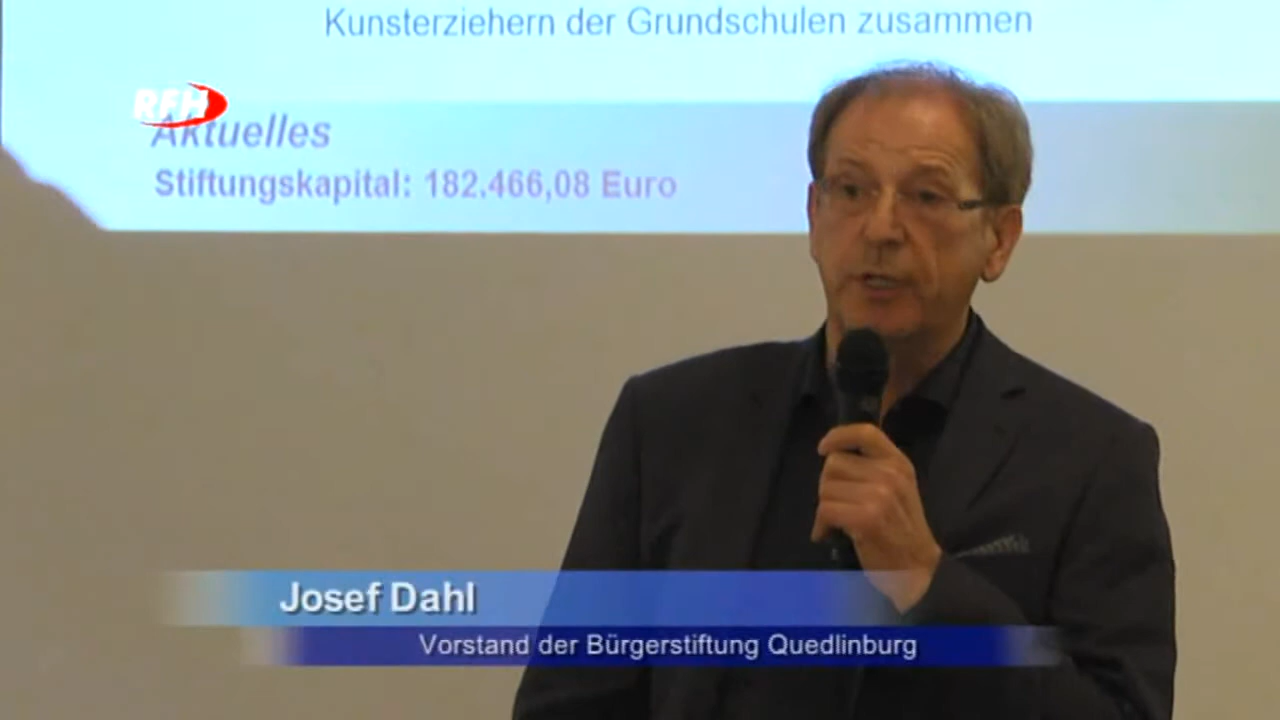 Kunsterziehern der Grundschulen zusammen
RFH
Aktuelles
Stiftungskapital: 182.466,08 Euro
Josef Dahl
Vorstand der Bürgerstiftung Quedlinburg